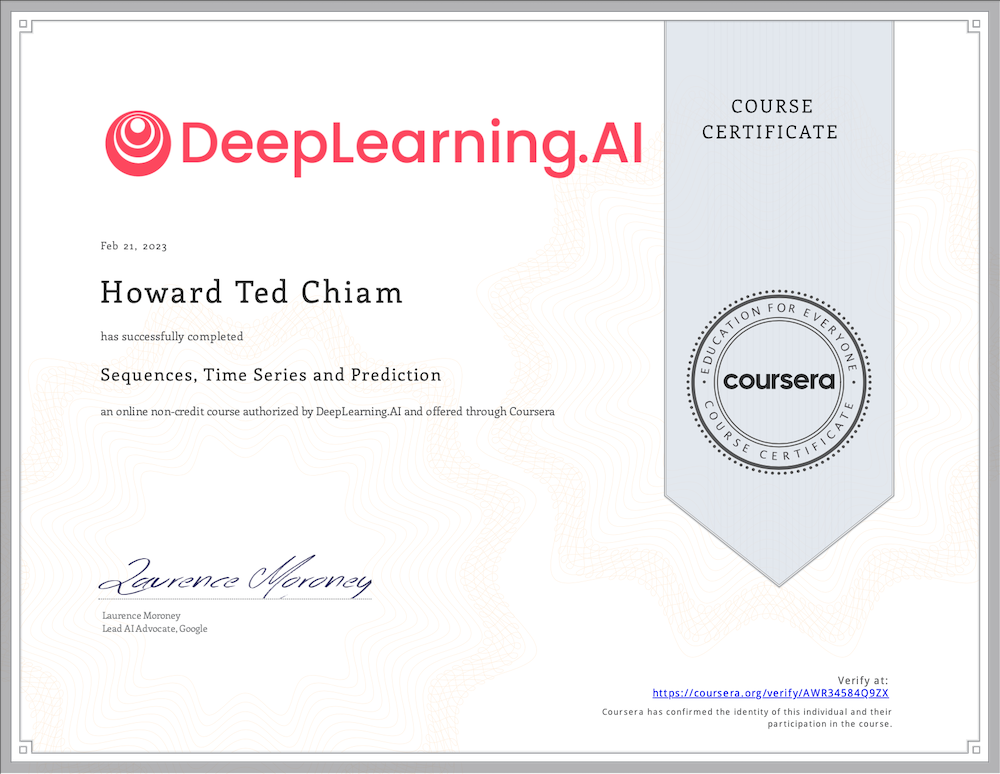 COURSE
CERTIFICATE
DeepLearning.AI
Feb 21, 2023
Howard Ted Chiam
has successfully completed
Sequences, Time Series and Prediction
an online non-credit course authorized by DeepLearning.AI and offered through Coursera
EDUCATION FOR EVERYONE
coursera
COURSE CERTIFICATE
Laurence Moroney
Laurence Moroney
Lead AI Advocate, Google
Verify at:
https://coursera.org/verify/AWR34584Q9ZX
Coursera has confirmed the identity of this individual and their
participation in the course.